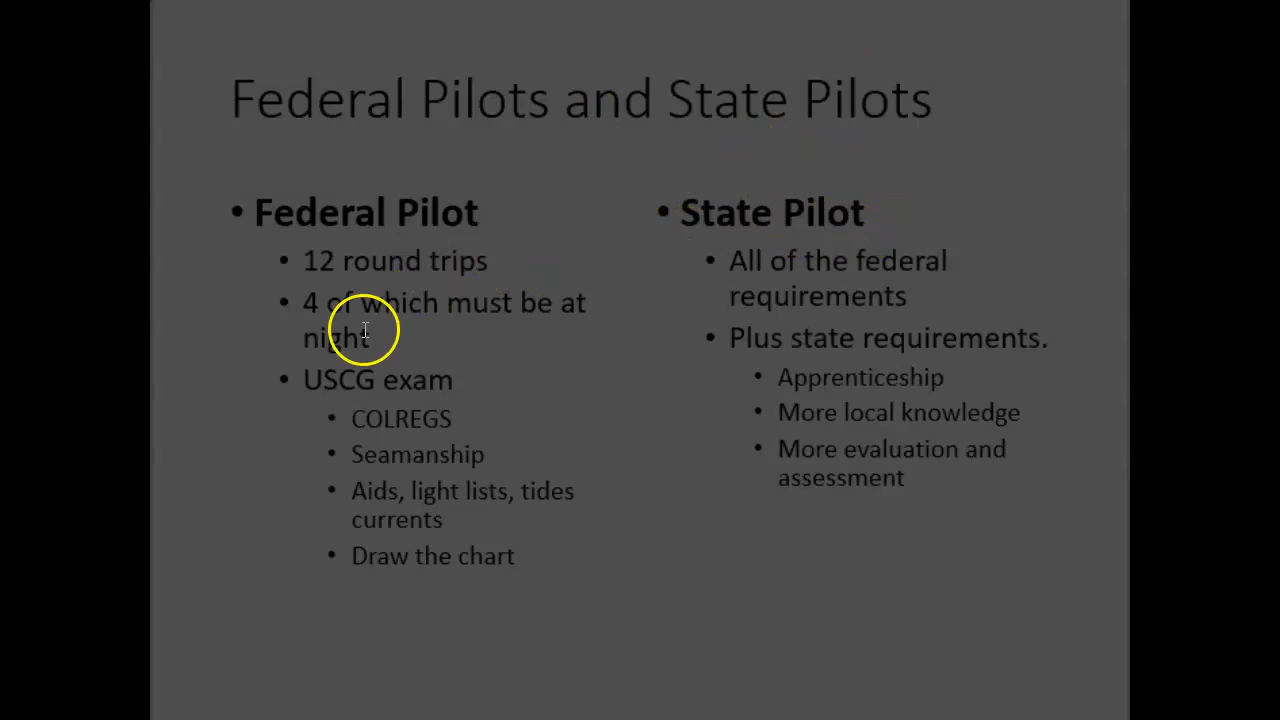 Federal Pilots and State Pilots
• Federal Pilot
• 12 round trips
• 4 of which must be at
night
• USCG exam
• COLREGS
• Seamanship
• Aids, light lists, tides
currents
• Draw the chart
• State Pilot
• All of the federal
requirements
• Plus state requirements.
• Apprenticeship
• More local knowledge
• More evaluation and
assessment